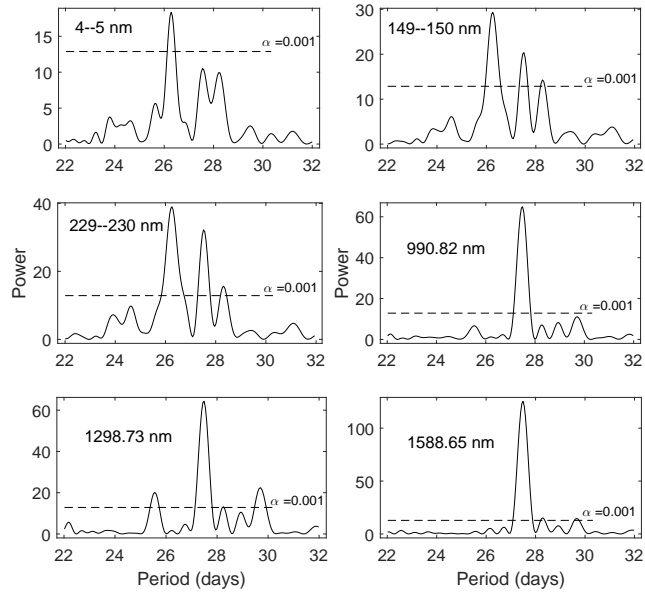 4--5 nm
α =0.001
15
10
5
0
22 24 26 28 30 32
149--150 nm
α =0.001
30
20
10
0
22 24 26 28 30 32
229--230 nm
α =0.001
Power
40
20
0
22 24 26 28 30 32
990.82 nm
α =0.001
Power
60
40
20
0
22 24 26 28 30 32
1298.73 nm
α =0.001
60
40
20
0
22 24 26 28 30 32
Period (days)
1588.65 nm
α =0.001
100
50
0
22 24 26 28 30 32
Period (days)